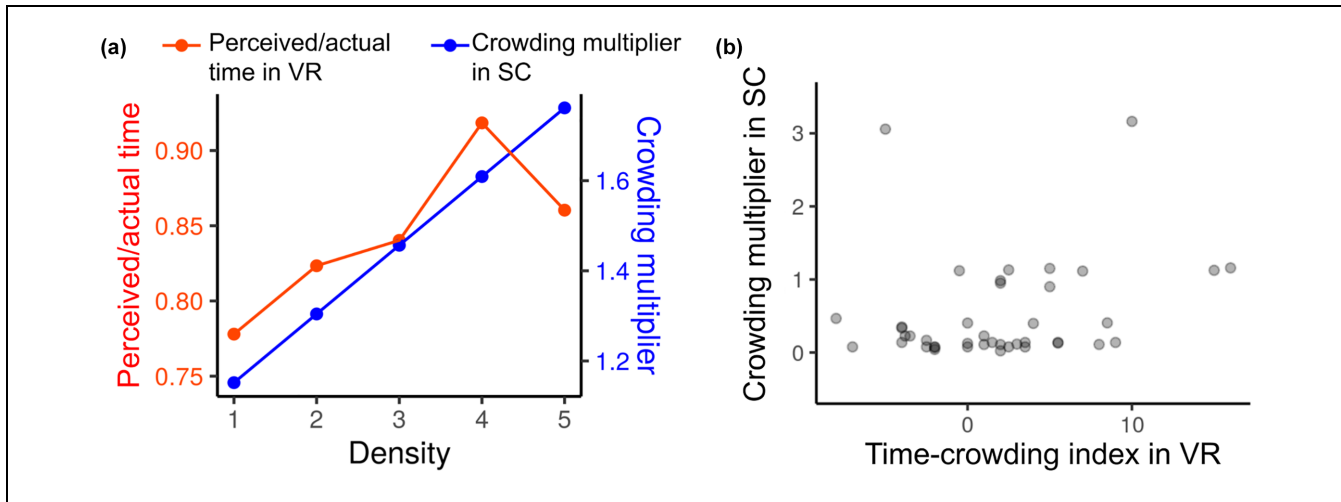 (a)
Perceived/actual
time in VR
Crowding multiplier
in SC
Perceived/actual time
0.90
0.85
0.80
0.75
1.6
1.4
1.2
Crowding multiplier
1 2 3 4 5
Density
(b)
Crowding multiplier in SC
3
2
1
0
0 10
Time-crowding index in VR